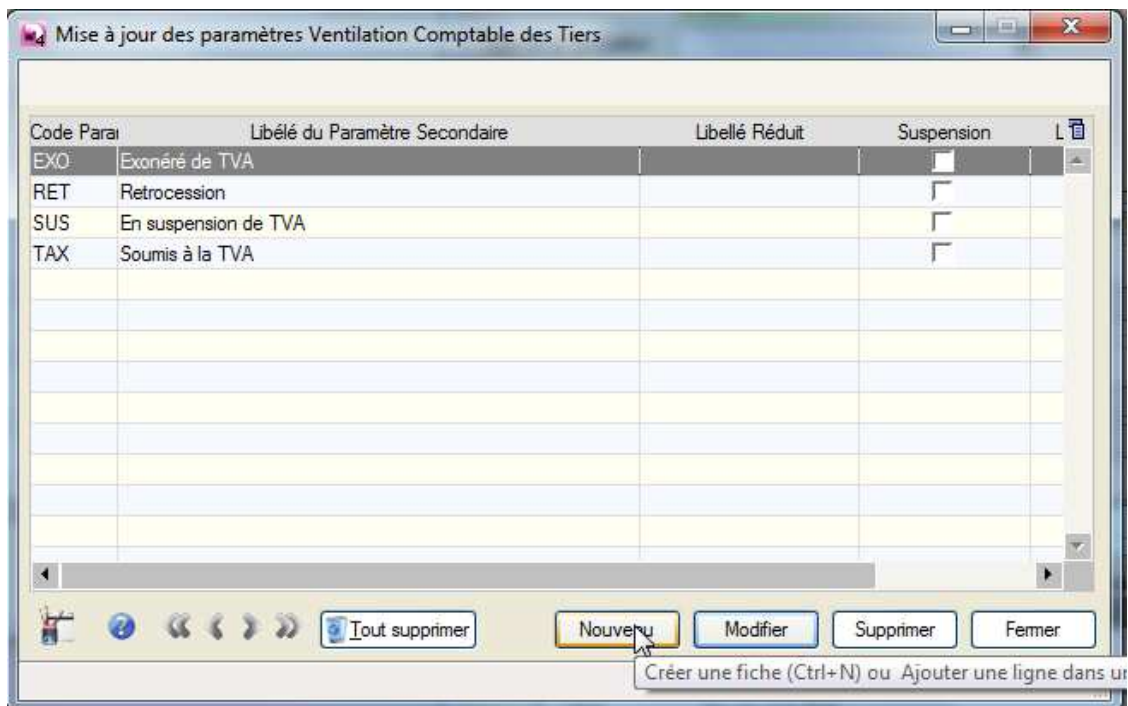 Mise à jour des paramètres Ventilation Comptable des Tiers
Code Para Libélé du Paramètre Secondaire Libellé Réduit Suspension L
EXO Exonéré de TVA
RET Retrocession
SUS En suspension de TVA
TAX Soumis à la TVA
Tout supprimer Nouveau Modifier Supprimer Fermer
Créer une fiche (Ctrl+N) ou Ajouter une ligne dans un